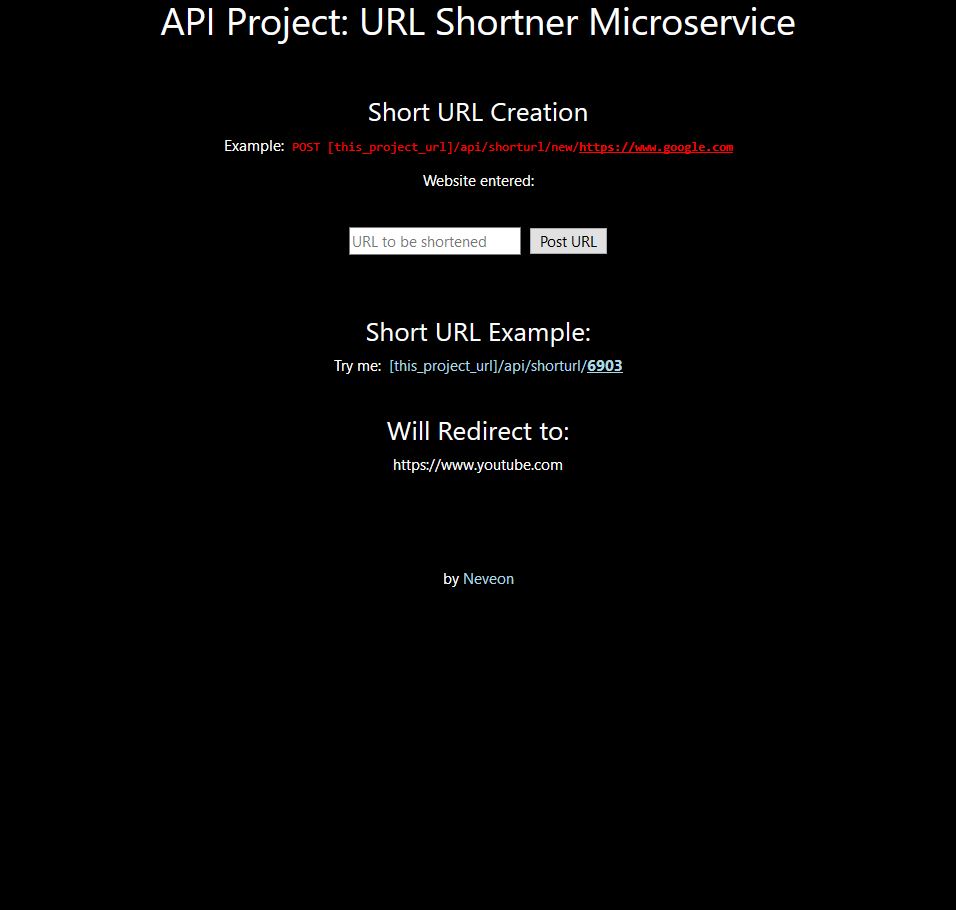 API Project: URL Shortner Microservice
Short URL Creation
Example: POST [this_project_url]/api/shorturl/new/https://www.google.com
Website entered:
URL to be shortened Post URL
Short URL Example:
Try me: [this_project_url]/api/shorturl/6903
Will Redirect to:
https://www.youtube.com
by Neveon